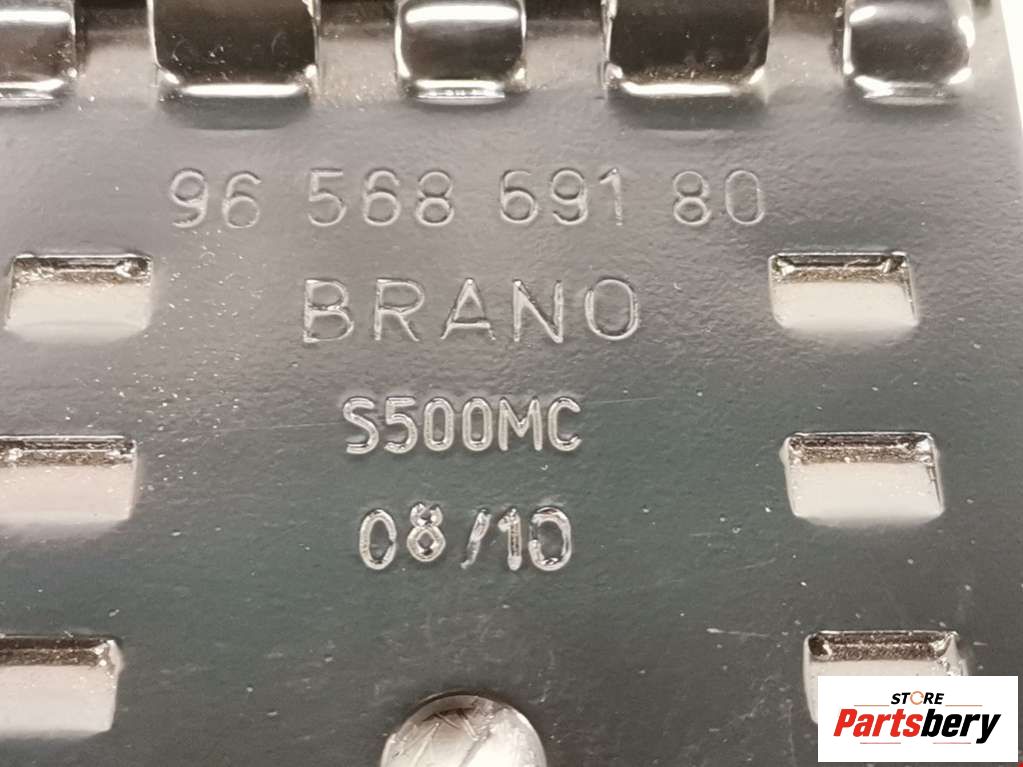 96 568 691 80
BRANO
S500MC
08/10
STORE
Partsbery